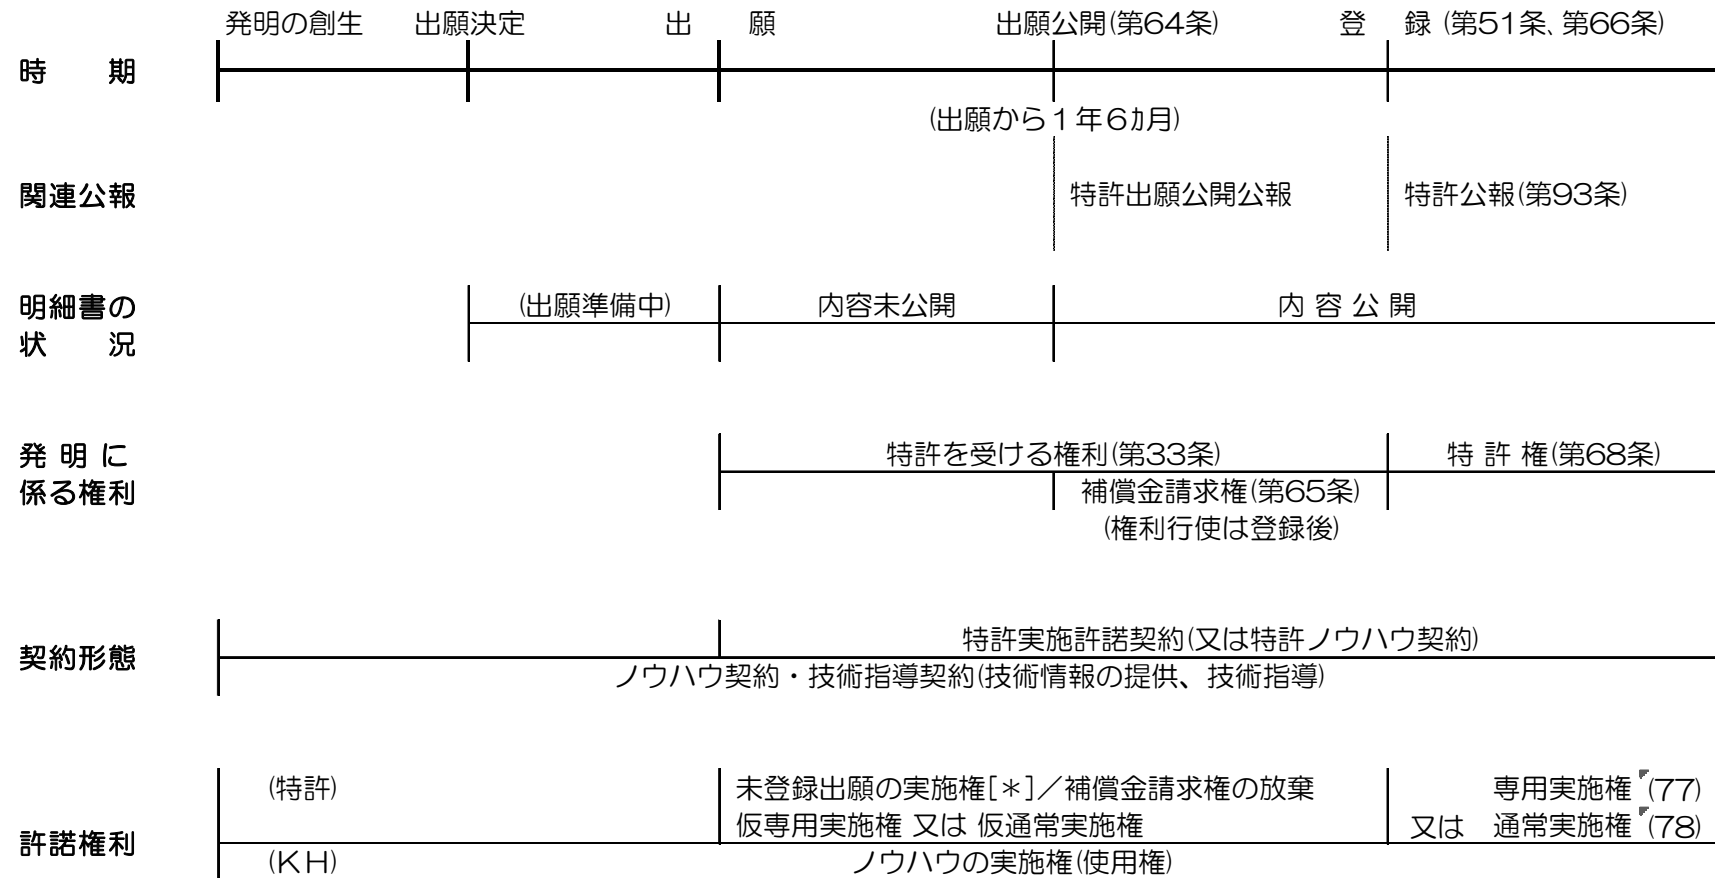 発明の創生 出願決定 出 願 出願公開(第64条) 登 録 (第51条、第66条)
時 期
(出願から1年6ｶ月)
関連公報 特許出願公開公報 特許公報(第93条)
明細書の (出願準備中) 内容未公開 内 容 公 開
状 況
発 明 に 特許を受ける権利(第33条) 特 許 権(第68条)
係る権利 補償金請求権(第65条)
(権利行使は登録後)
特許実施許諾契約(又は特許ノウハウ契約)
契約形態
ノウハウ契約・技術指導契約(技術情報の提供、技術指導)
(特許) 未登録出願の実施権[＊]／補償金請求権の放棄 専用実施権 (77)
仮専用実施権 又は 仮通常実施権 又は 通常実施権 (78)
許諾権利
(ＫＨ) ノウハウの実施権(使用権)